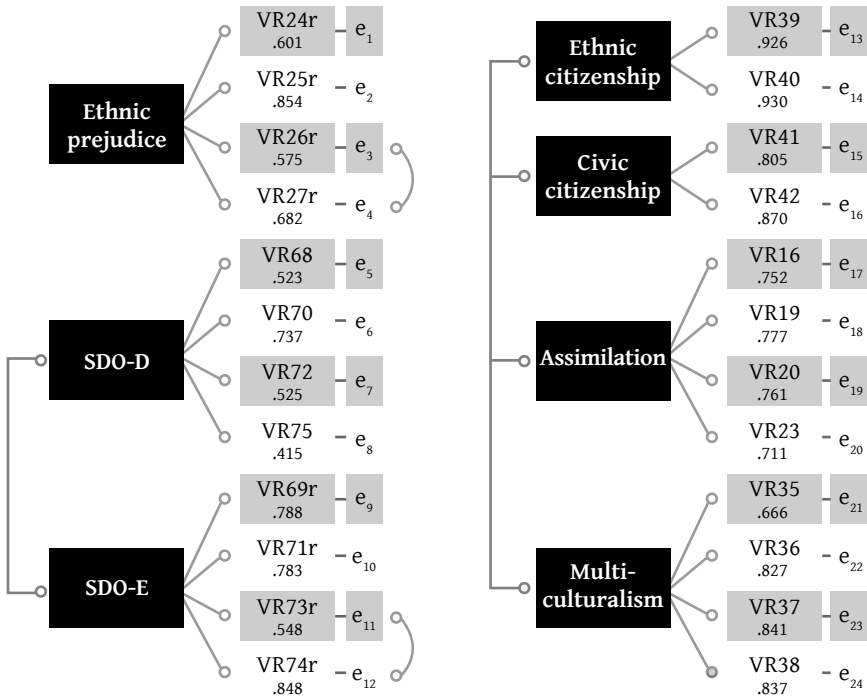 Ethnic
prejudice
VR24r
.601
e1
VR25r
.854
e2
VR26r
.575
e3
VR27r
.682
e4
SDO-D
VR68
.523
e5
VR70
.737
e6
VR72
.525
e7
VR75
.415
e8
SDO-E
VR69r
.788
e9
VR71r
.783
e10
VR73r
.548
e11
VR74r
.848
e12
Ethnic
citizenship
VR39
.926
e13
VR40
.930
e14
Civic
citizenship
VR41
.805
e15
VR42
.870
e16
Assimilation
VR16
.752
e17
VR19
.777
e18
VR20
.761
e19
VR23
.711
e20
Multi-
culturalism
VR35
.666
e21
VR36
.827
e22
VR37
.841
e23
VR38
.837
e24